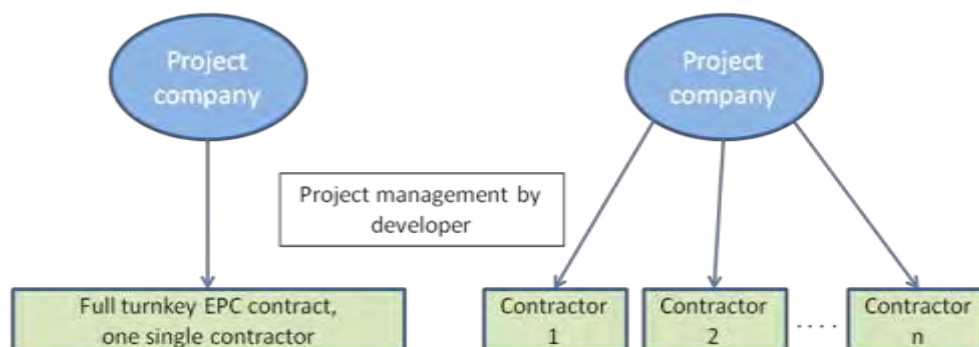 Project
company
Project
company
Project management by
developer
Full turnkey EPC contract,
one single contractor
Contractor
1
Contractor
2
....
Contractor
n